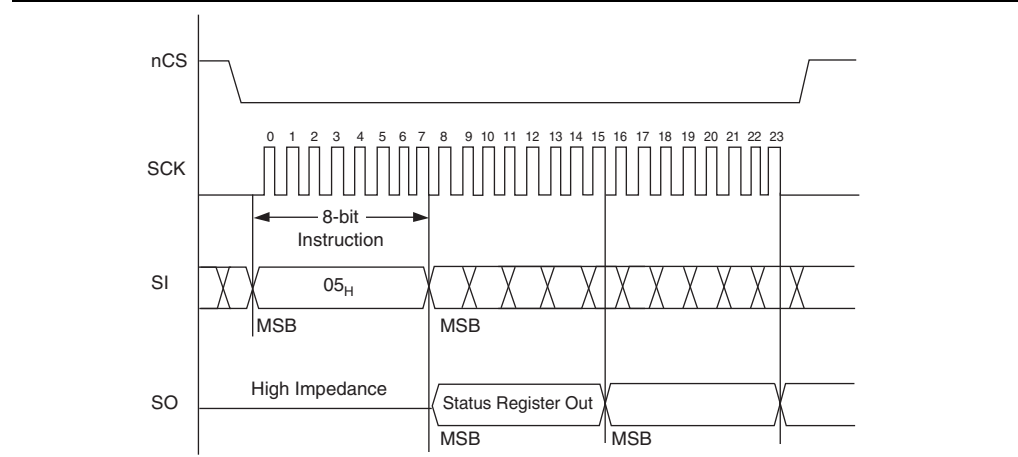 nCS
0 1 2 3 4 5 6 7 8 9 10 11 12 13 14 15 16 17 18 19 20 21 22 23
SCK
8-bit
Instruction
SI
05H
MSB MSB
High Impedance
SO
Status Register Out
MSB MSB